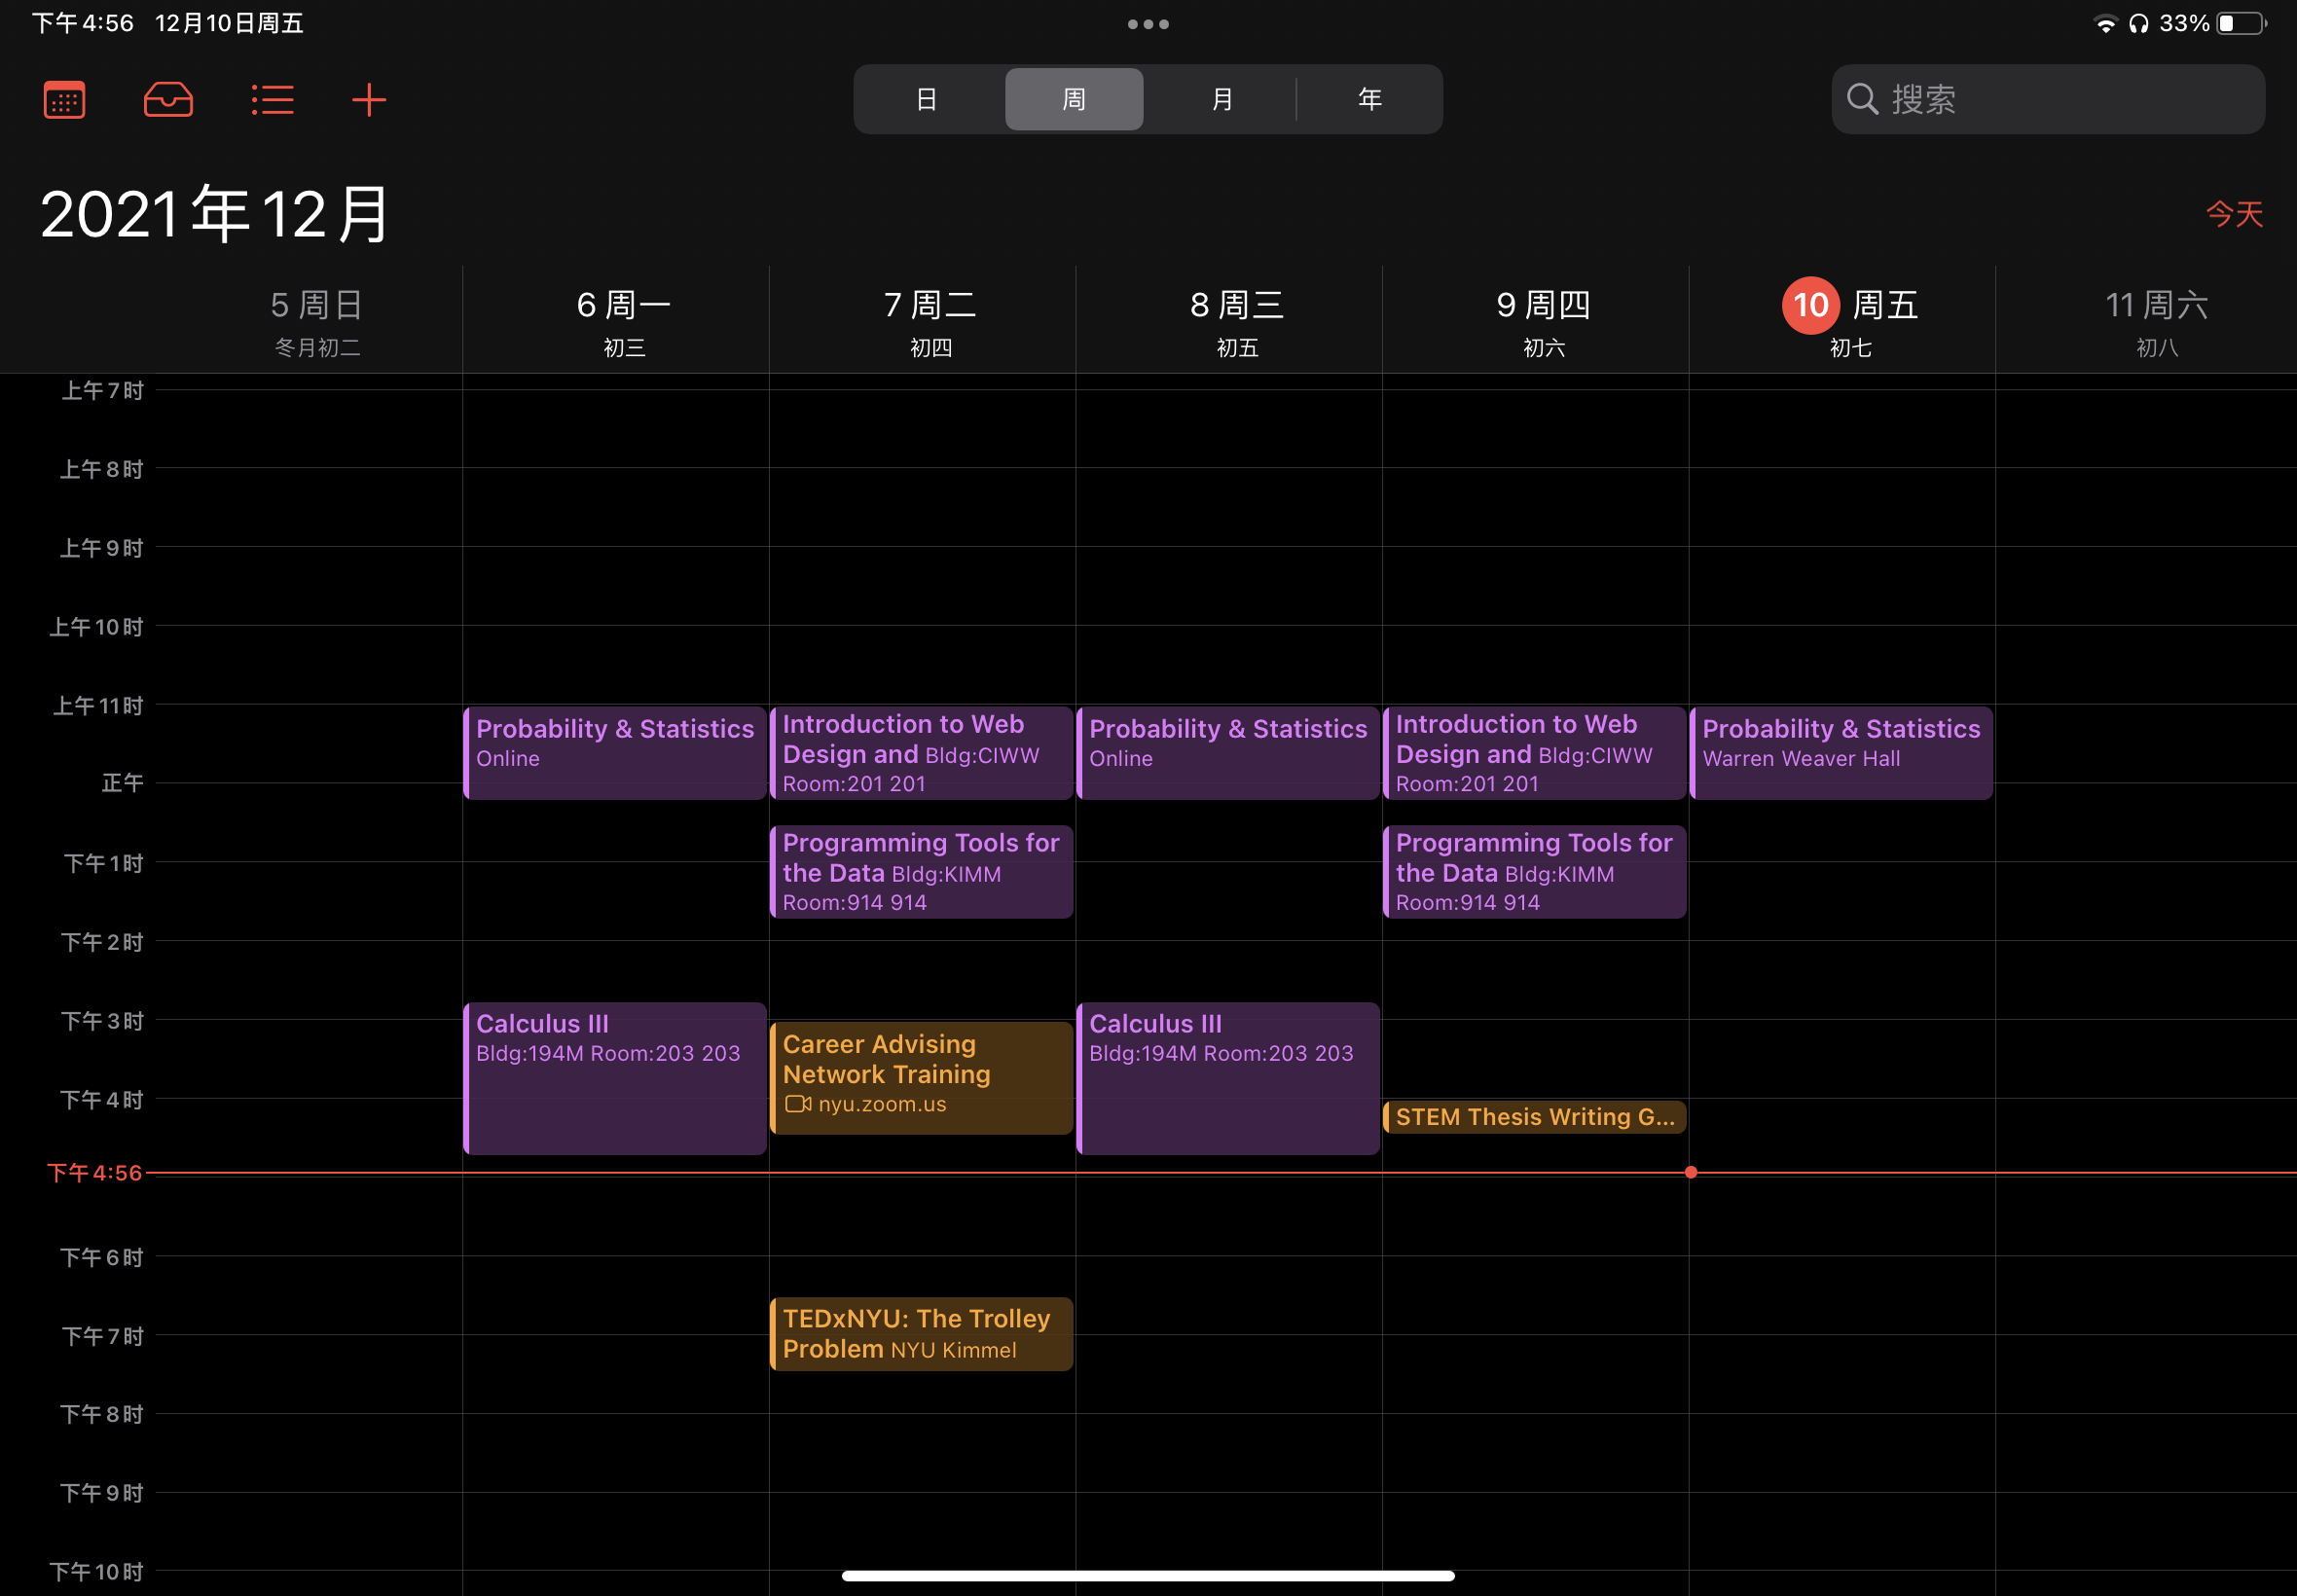 下午4:56 12月10日周五
33%
日 周 月 年
搜索
2021年12月
今天
5 周日 6 周一 7 周二 8 周三 9 周四 10 周五 11 周六
冬月初二 初三 初四 初五 初六 初七 初八
上午7时
上午8时
上午9时
上午10时
上午11时
正午
下午1时
下午2时
下午3时
下午4时
下午4:56
下午6时
下午7时
下午8时
下午9时
下午10时
Probability & Statistics
Online
Calculus III
Bldg:194M Room:203 203
Introduction to Web
Design and Bldg:CIWW
Room:201 201
Programming Tools for
the Data Bldg:KIMM
Room:914 914
Career Advising
Network Training
nyu.zoom.us
TEDxNYU: The Trolley
Problem NYU Kimmel
Probability & Statistics
Online
Calculus III
Bldg:194M Room:203 203
Introduction to Web
Design and Bldg:CIWW
Room:201 201
Programming Tools for
the Data Bldg:KIMM
Room:914 914
STEM Thesis Writing G...
Probability & Statistics
Warren Weaver Hall